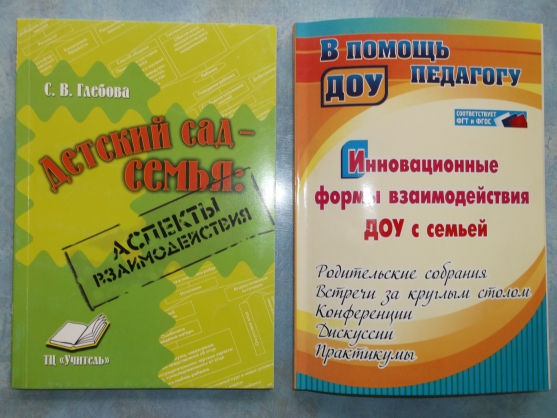 С. В. Глебова
Детский сад –
семья:
АСПЕКТЫ
ВЗАИМОДЕЙСТВИЯ
ТЦ «Учитель»
В ПОМОЩЬ
ДОУ ПЕДАГОГУ
СООТВЕТСТВУЕТ
ФГТ и ФГОС
Инновационные
формы взаимодействия
ДОУ с семьей
Родительские собрания
Встречи за круглым столом
Конференции
Дискуссии
Практикумы